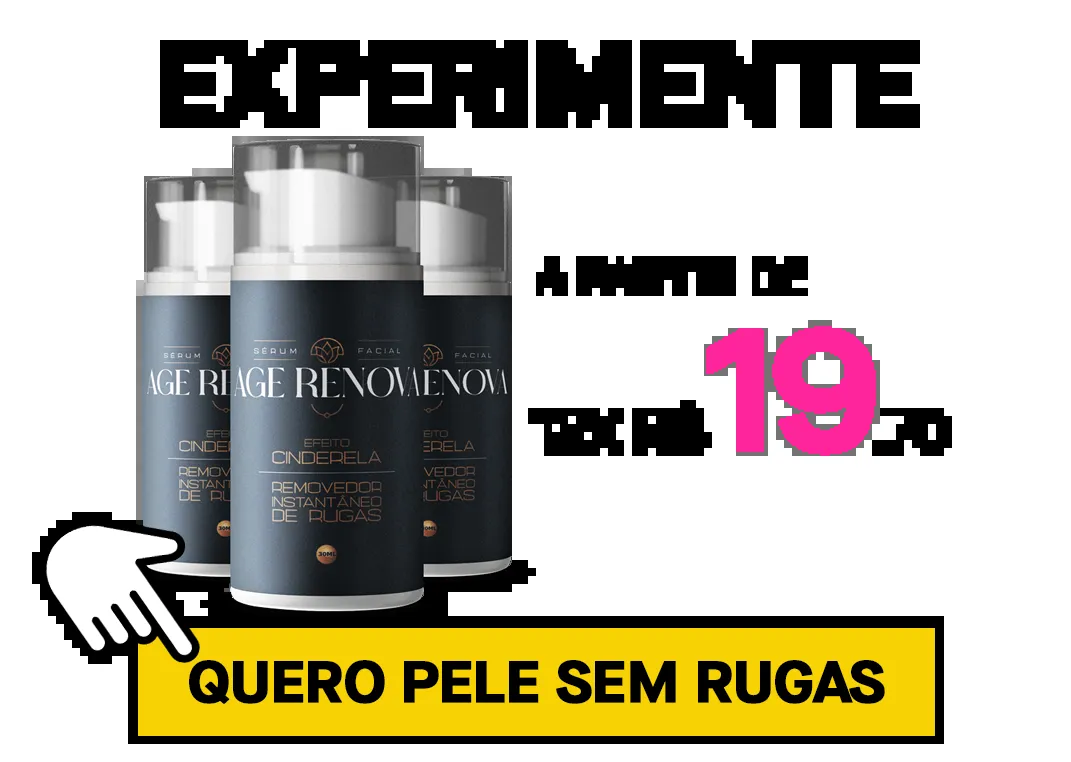 EXPERIMENTE
SÉRUM FACIAL
AGE RENOVA
EFEITO
CINDERELA
REMOVEDOR
INSTANTÂNEO
DE RUGAS
30ML
A PARTIR DE
R$ 19,70
QUERO PELE SEM RUGAS